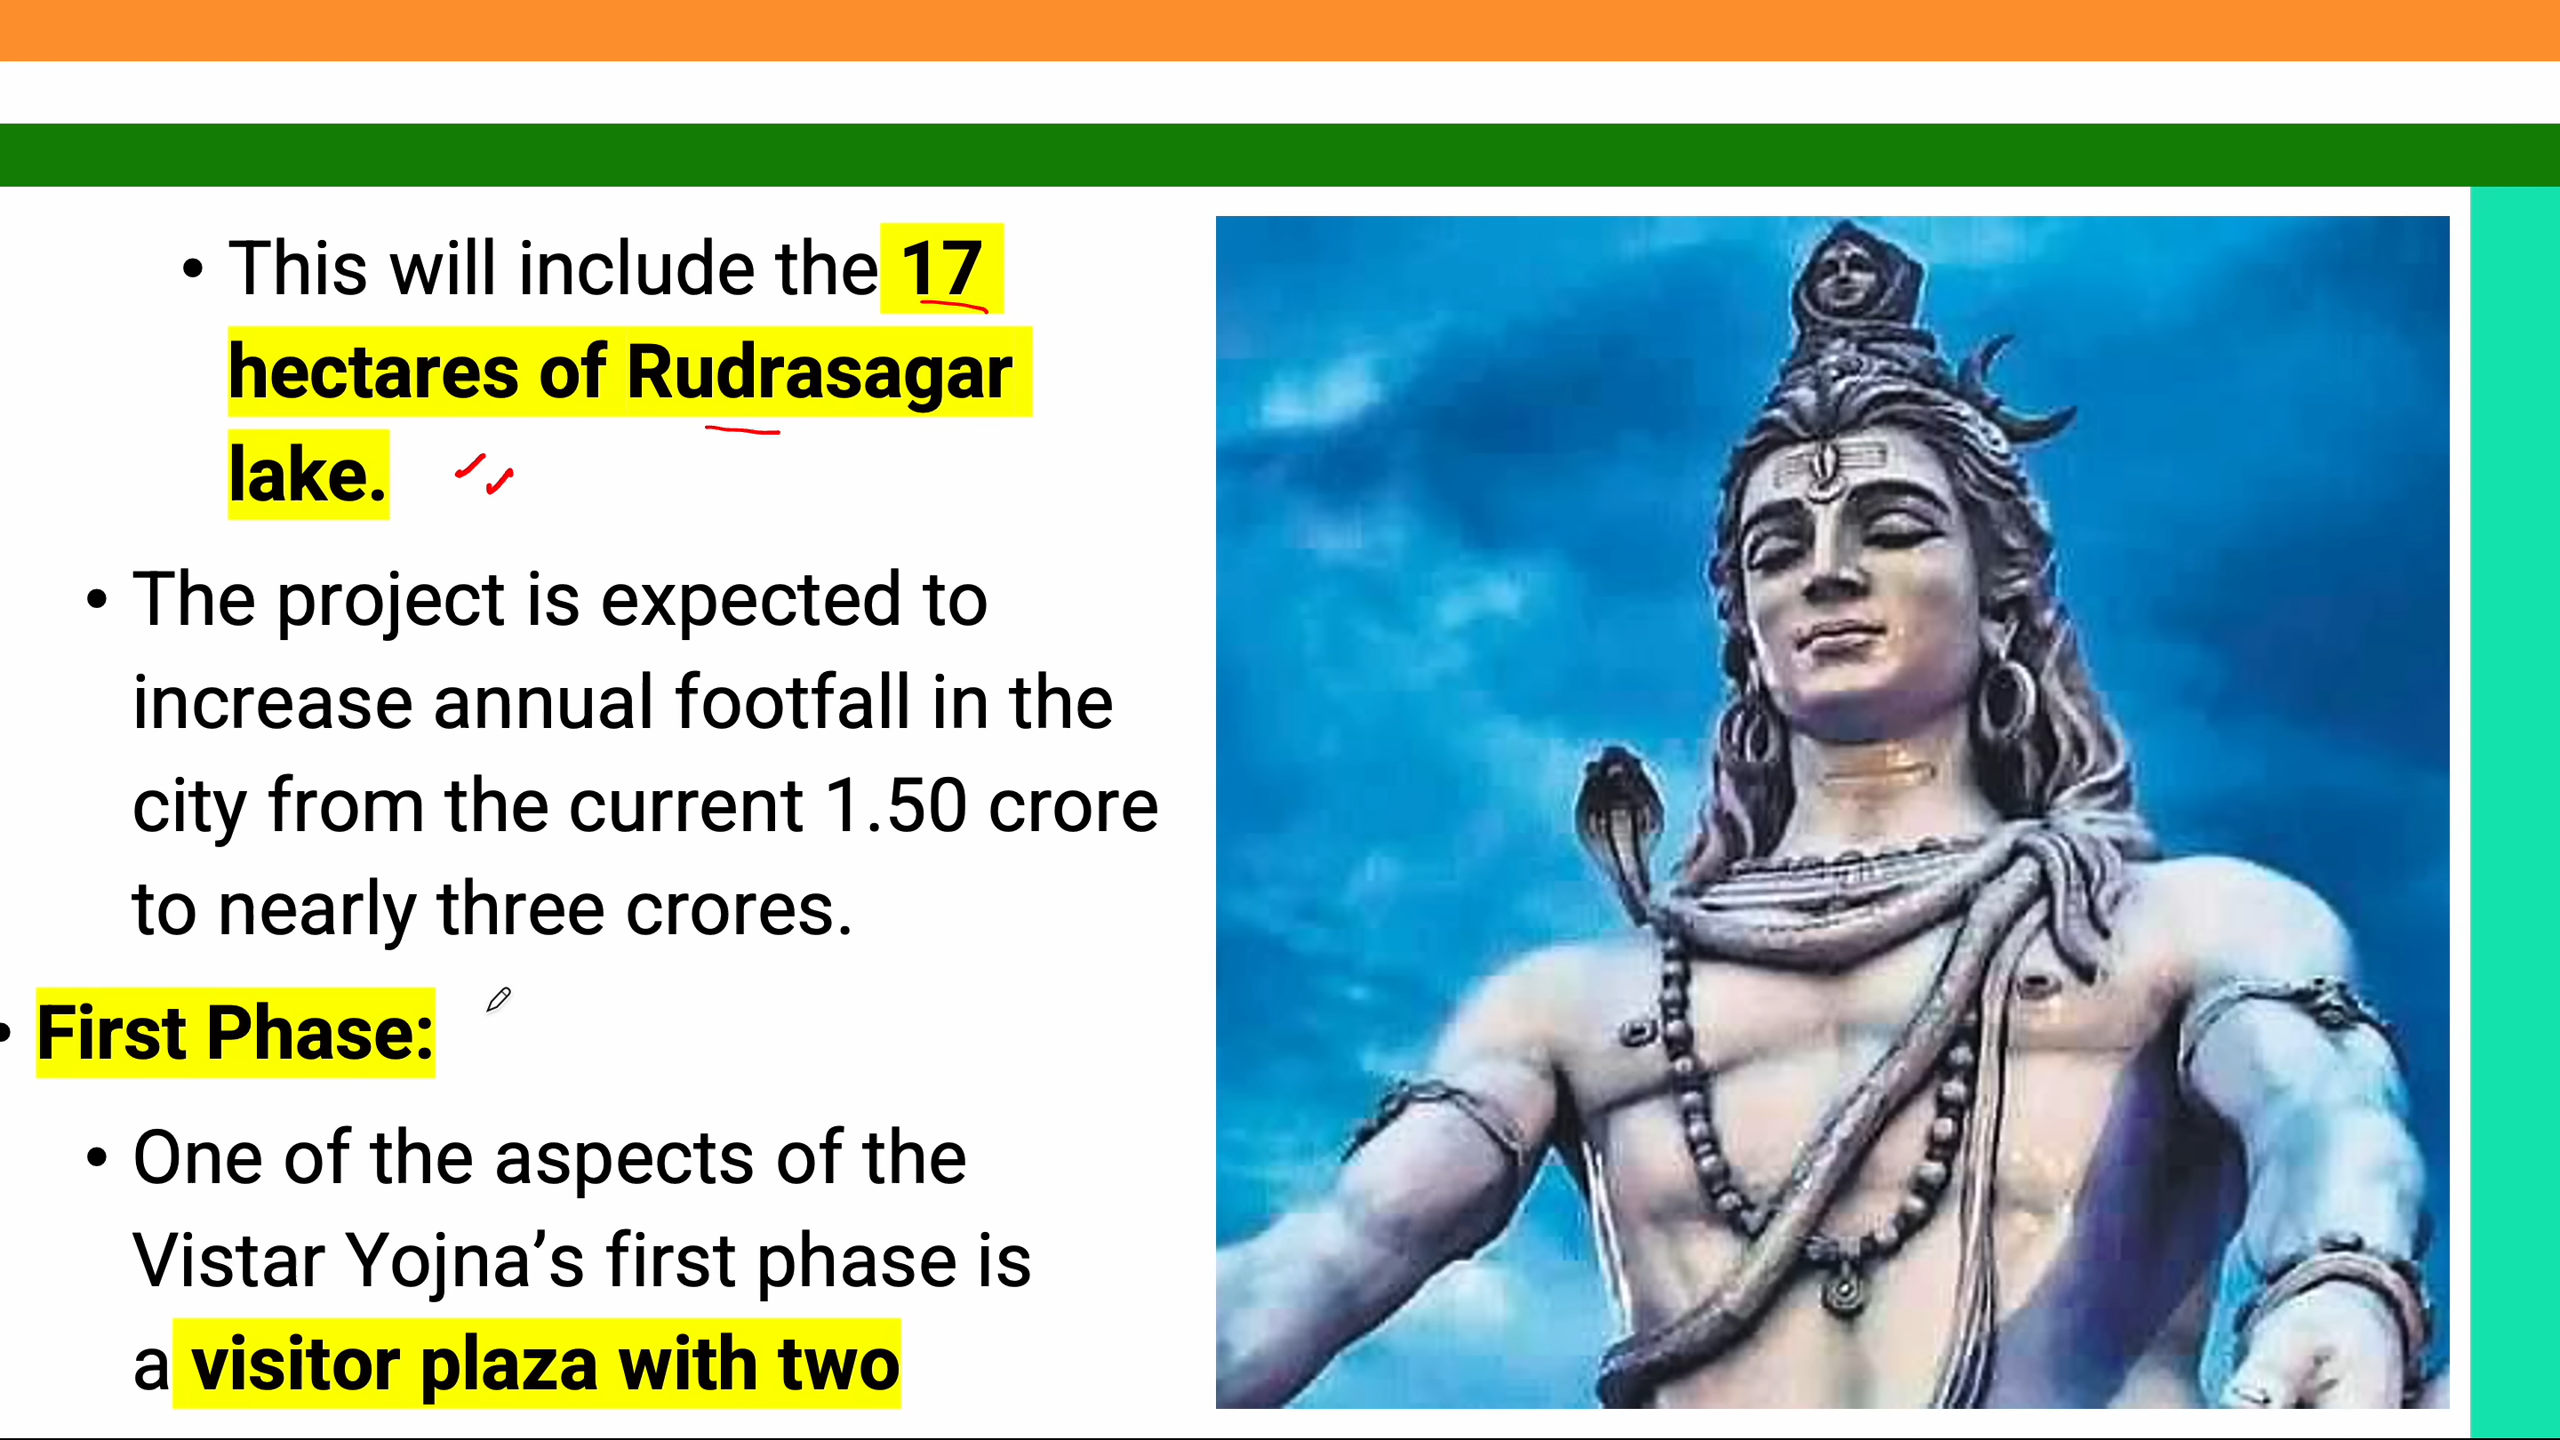 • This will include the 17
hectares of Rudrasagar
lake.
• The project is expected to
increase annual footfall in the
city from the current 1.50 crore
to nearly three crores.
• First Phase:
• One of the aspects of the
Vistar Yojna’s first phase is
a visitor plaza with two